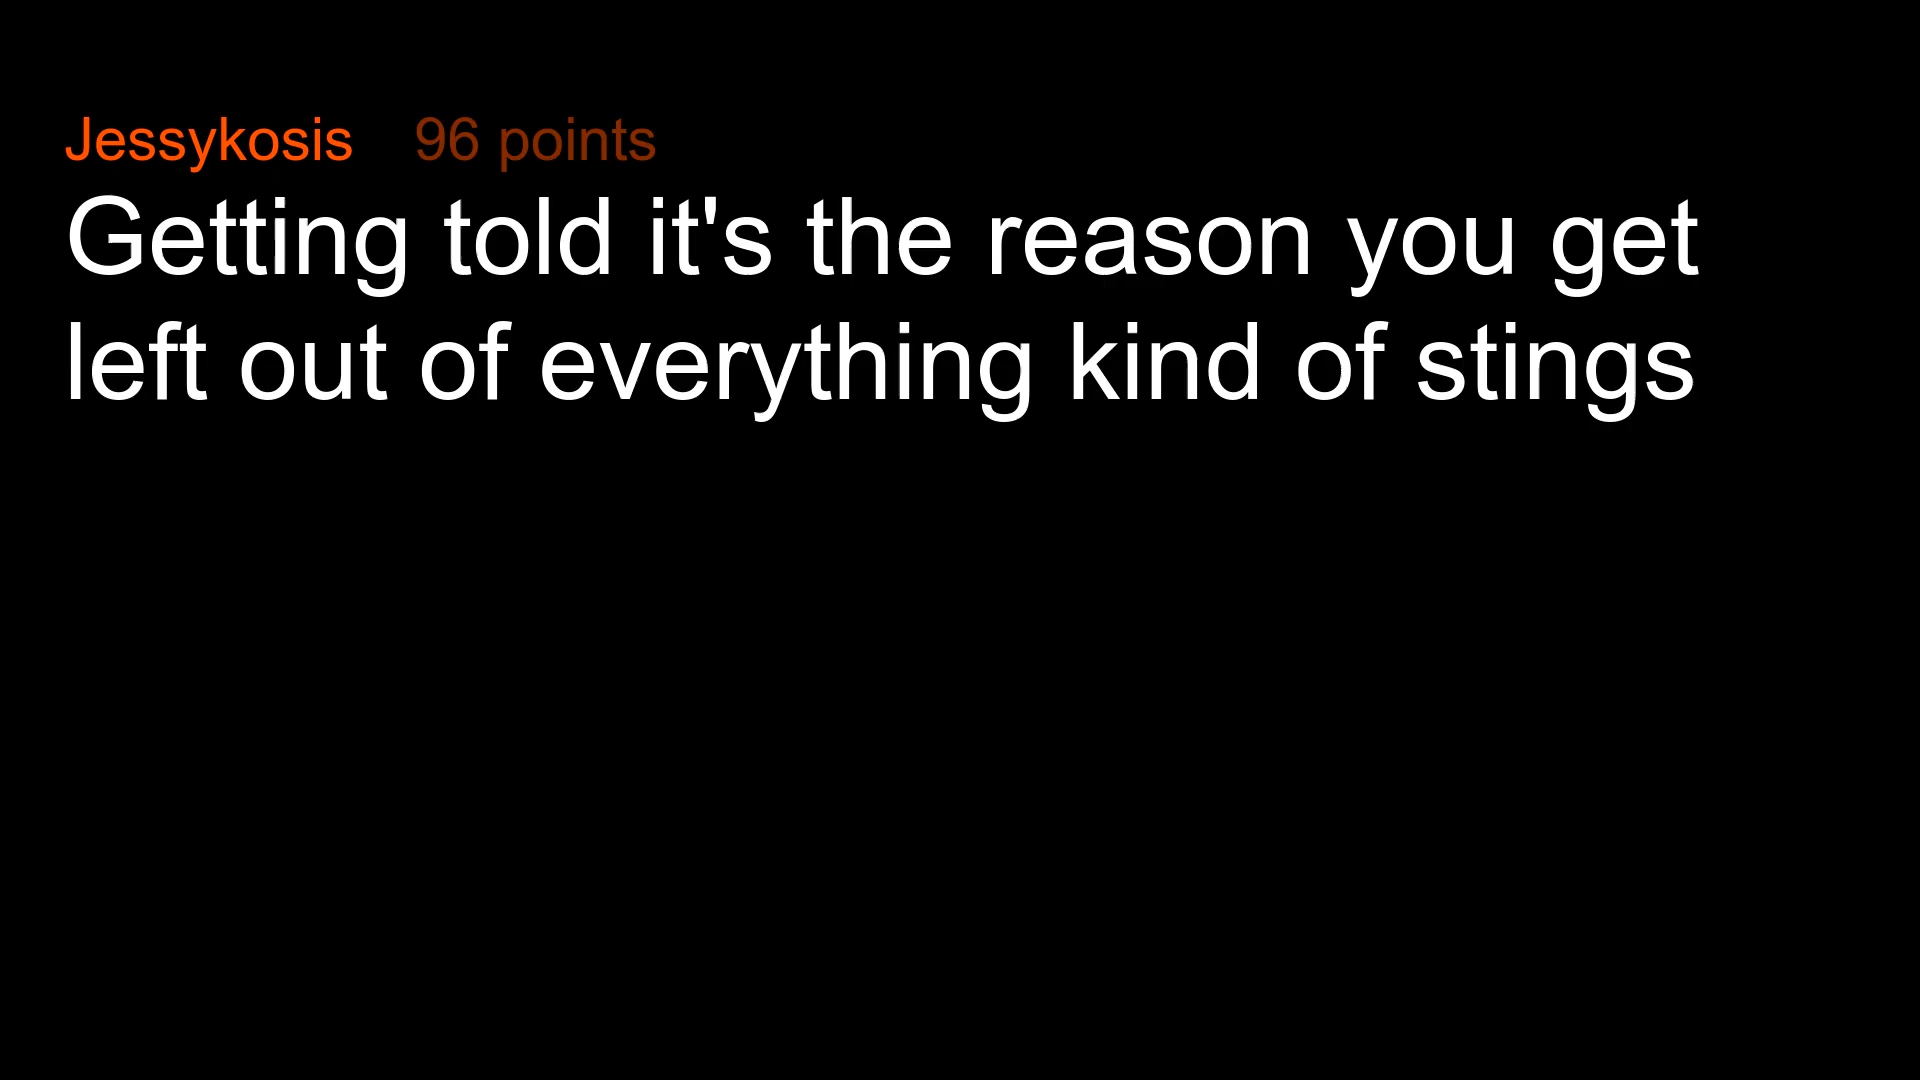 Jessykosis 96 points
Getting told it's the reason you get
left out of everything kind of stings